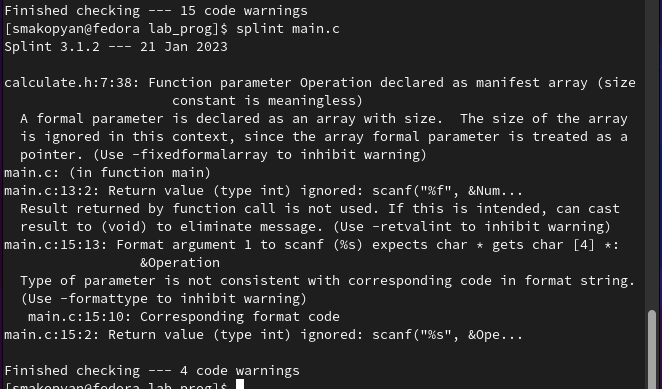 Finished checking --- 15 code warnings
[smakopyan@fedora lab_prog]$ splint main.c
Splint 3.1.2 --- 21 Jan 2023
calculate.h:7:38: Function parameter Operation declared as manifest array (size
constant is meaningless)
A formal parameter is declared as an array with size.  The size of the array
is ignored in this context, since the array formal parameter is treated as a
pointer. (Use -fixedformalarray to inhibit warning)
main.c: (in function main)
main.c:13:2: Return value (type int) ignored: scanf("%f", &Num...
Result returned by function call is not used. If this is intended, can cast
result to (void) to eliminate message. (Use -retvalint to inhibit warning)
main.c:15:13: Format argument 1 to scanf (%s) expects char * gets char [4] *:
&Operation
Type of parameter is not consistent with corresponding code in format string.
(Use -formattype to inhibit warning)
main.c:15:10: Corresponding format code
main.c:15:2: Return value (type int) ignored: scanf("%s", &Ope...
Finished checking --- 4 code warnings
[smakopyan@fedora lab_prog]$